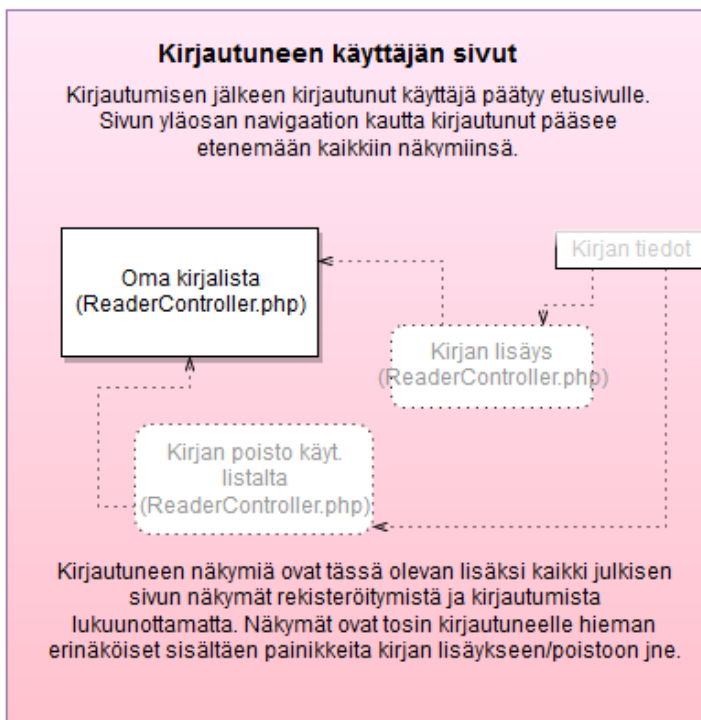 Kirjautuneen käyttäjän sivut
Kirjautumisen jälkeen kirjautunut käyttäjä päätyy etusivulle.
Sivun yläosan navigaation kautta kirjautunut pääsee
etenemään kaikkiin näkymiinsä.
Kirjan tiedot
Oma kirjalista
(ReaderController.php)
Kirjan lisäys
(ReaderController.php)
Kirjan poisto käyt.
listalta
(ReaderController.php)
Kirjautuneen näkymiä ovat tässä olevan lisäksi kaikki julkisen
sivun näkymät rekisteröitymistä ja kirjautumista
lukuunottamatta. Näkymät ovat tosin kirjautuneelle hieman
erinäköiset sisältäen painikkeita kirjan lisäykseen/poistoon jne.